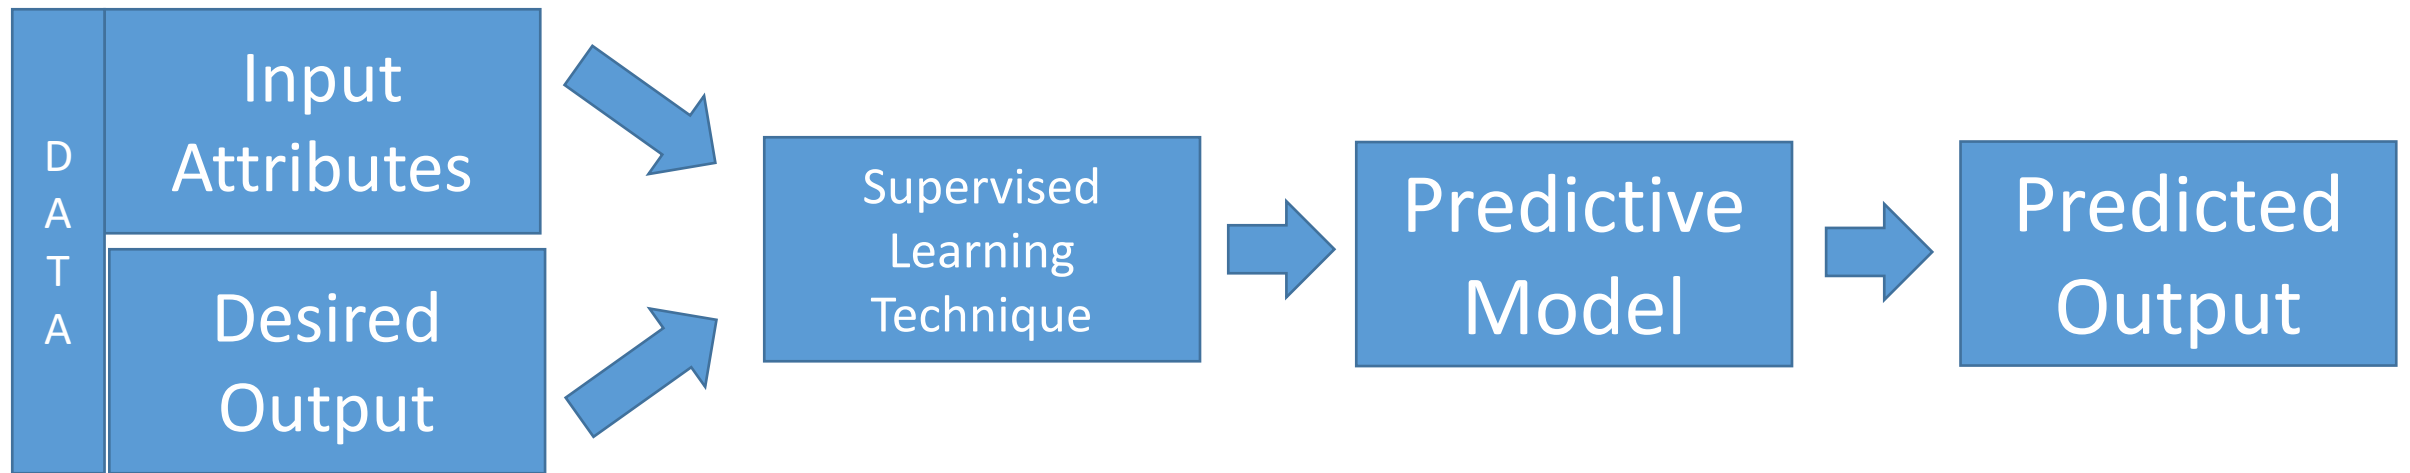 D
A
T
A
Input
Attributes
Desired
Output
Supervised
Learning
Technique
Predictive
Model
Predicted
Output